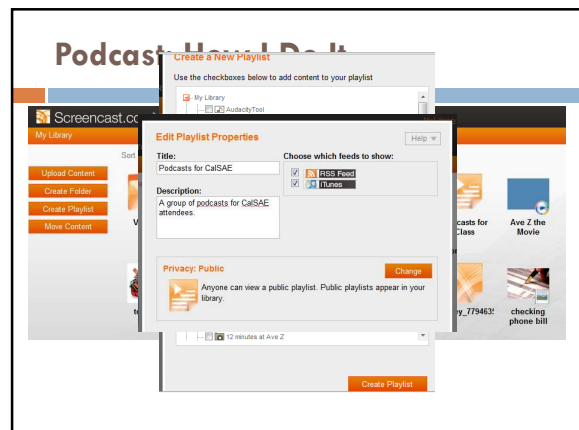 Podcast: How I Do It
Create a New Playlist
Use the checkboxes below to add content to your playlist
My Library
AudacityTool
Screencast.co
My Library
Sort
Upload Content
Create Folder
Create Playlist
Move Content
Edit Playlist Properties
Help
Title:
Podcasts for CalSAE
Choose which feeds to show:
RSS Feed
iTunes
Description:
A group of podcasts for CalSAE
attendees.
Privacy: Public
Change
Anyone can view a public playlist. Public playlists appear in your
library.
casts for
Class
Ave Z the
Movie
checking
phone bill
12 minutes at Ave Z
Create Playlist